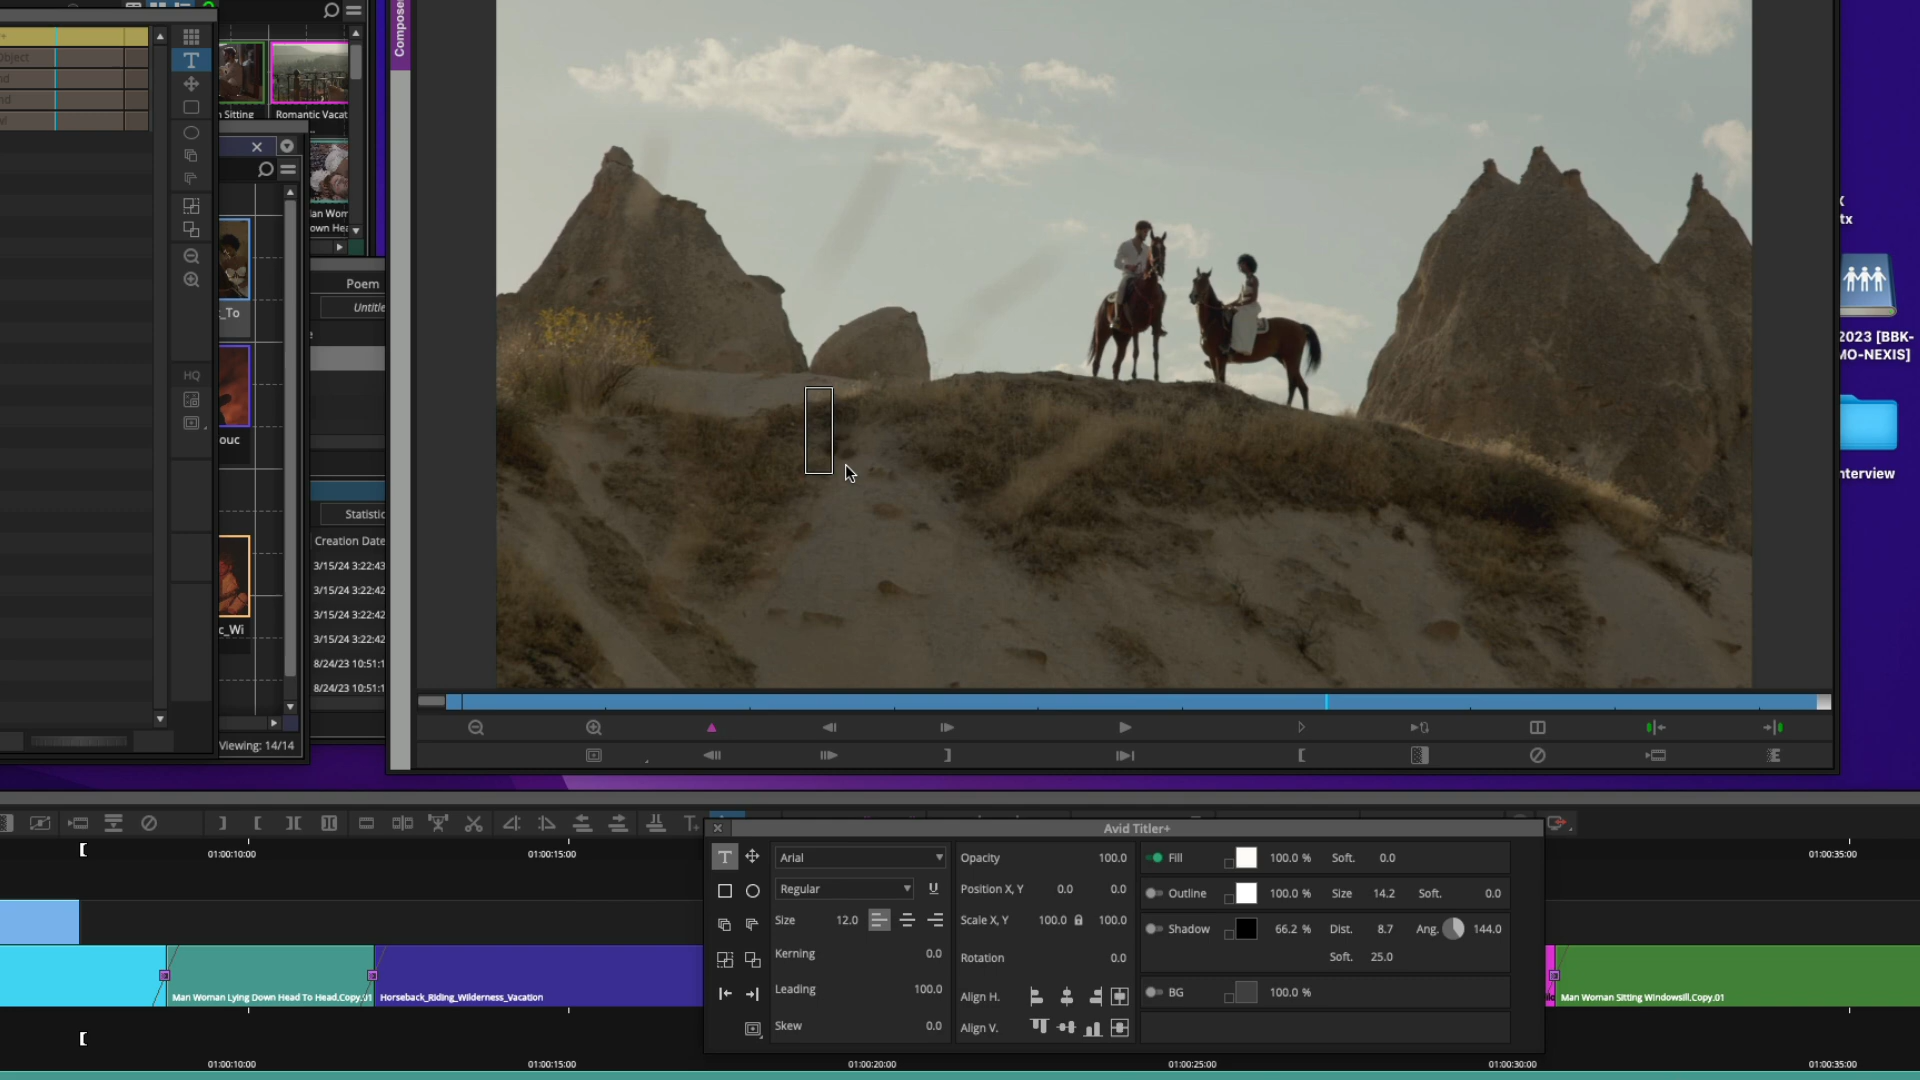 Composer
bject
nd
nd
wl
Sitting
Romantic Vacat
...
an Wom
own Hea
_To
HQ
ouc
c_Wi
Viewing: 14/14
Poem
Untitle
Statistic
Creation Date
3/15/24 3:22:43
3/15/24 3:22:42
3/15/24 3:22:42
3/15/24 3:22:42
8/24/23 10:51:1
8/24/23 10:51:1
X
tx
2023 [BBK-
MO-NEXIS]
nterview
01:00:10:00
01:00:15:00
01:00:35:00
Man Woman Lying Down Head To Head.Copy.01
Horseback_Riding_Wilderness_Vacation
Man Woman Sitting Windowsill.Copy.01
01:00:10:00
01:00:15:00
01:00:20:00
01:00:25:00
01:00:30:00
01:00:35:00
Avid Titler+
Arial
Regular
U
Size 12.0
Kerning 0.0
Leading 100.0
Skew 0.0
Opacity 100.0
Position X, Y 0.0 0.0
Scale X, Y 100.0 100.0
Rotation 0.0
Align H.
Align V.
Fill 100.0 % Soft. 0.0
Outline 100.0 % Size 14.2 Soft. 0.0
Shadow 66.2 % Dist. 8.7 Ang. 144.0
Soft. 25.0
BG 100.0 %